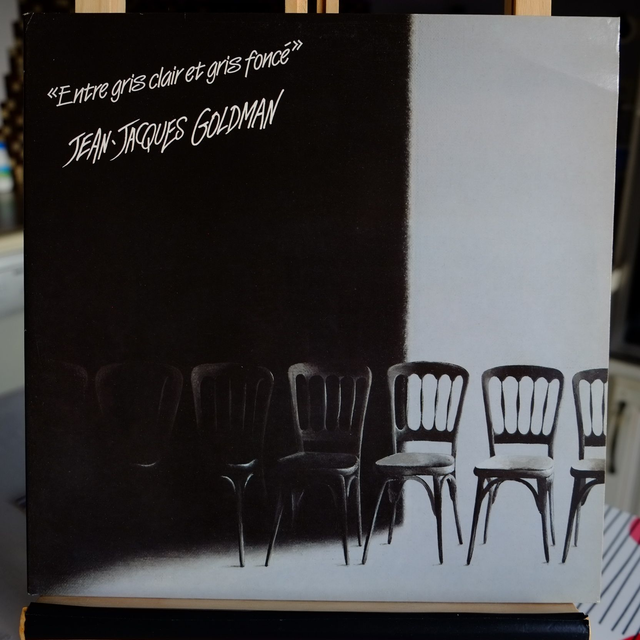 «Entre gris clair et gris foncé»
JEAN-JACQUES GOLDMAN